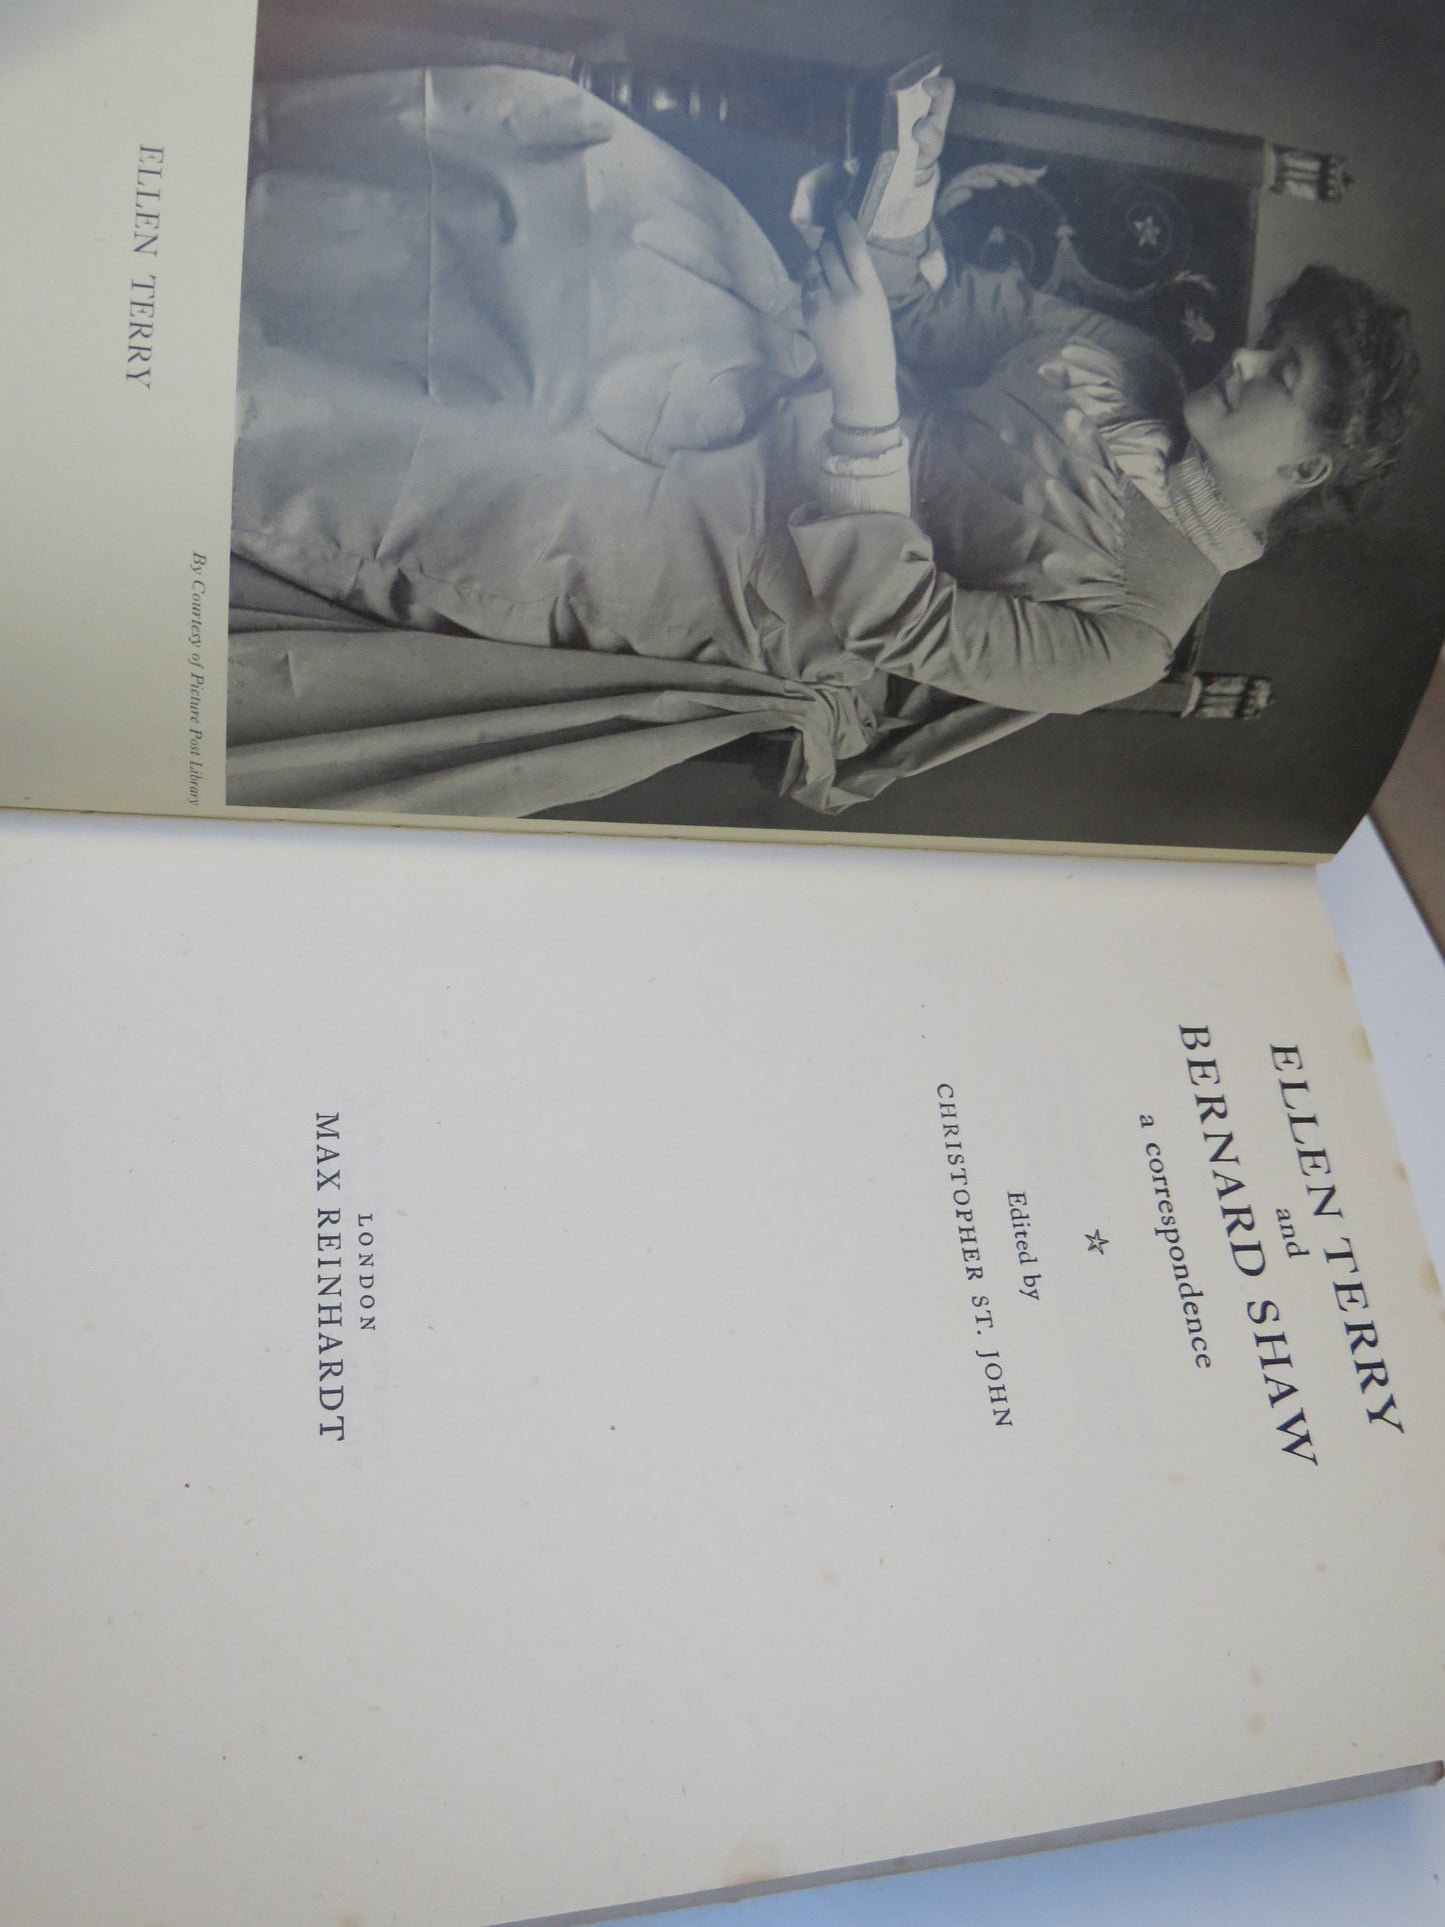 By Courtesy of Picture Post Library
ELLEN TERRY
ELLEN TERRY
and
BERNARD SHAW
a correspondence
Edited by
CHRISTOPHER ST. JOHN
LONDON
MAX REINHARDT